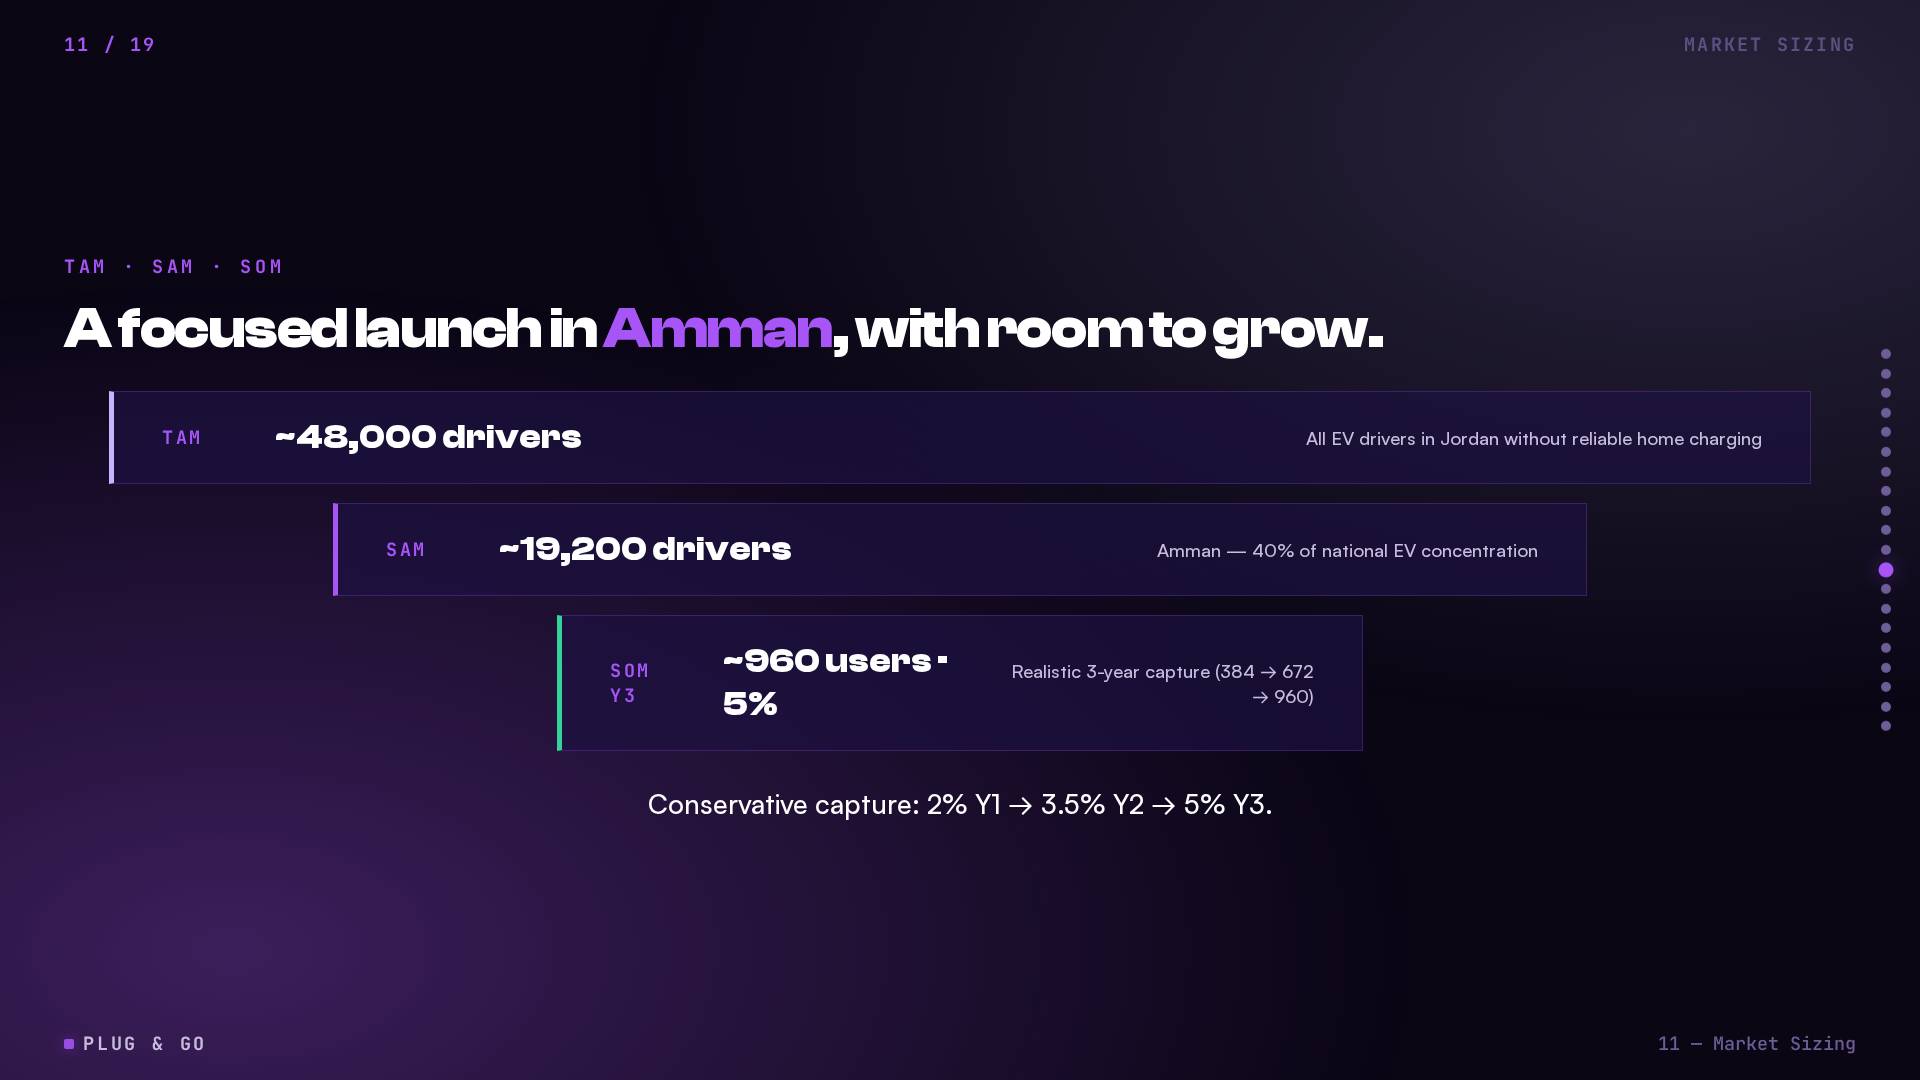 11 / 19
MARKET SIZING
TAM · SAM · SOM
A focused launch in Amman, with room to grow.
TAM
~48,000 drivers
All EV drivers in Jordan without reliable home charging
SAM
~19,200 drivers
Amman — 40% of national EV concentration
SOM
Y3
~960 users ·
5%
Realistic 3-year capture (384 → 672
→ 960)
Conservative capture: 2% Y1 → 3.5% Y2 → 5% Y3.
PLUG & GO
11 — Market Sizing